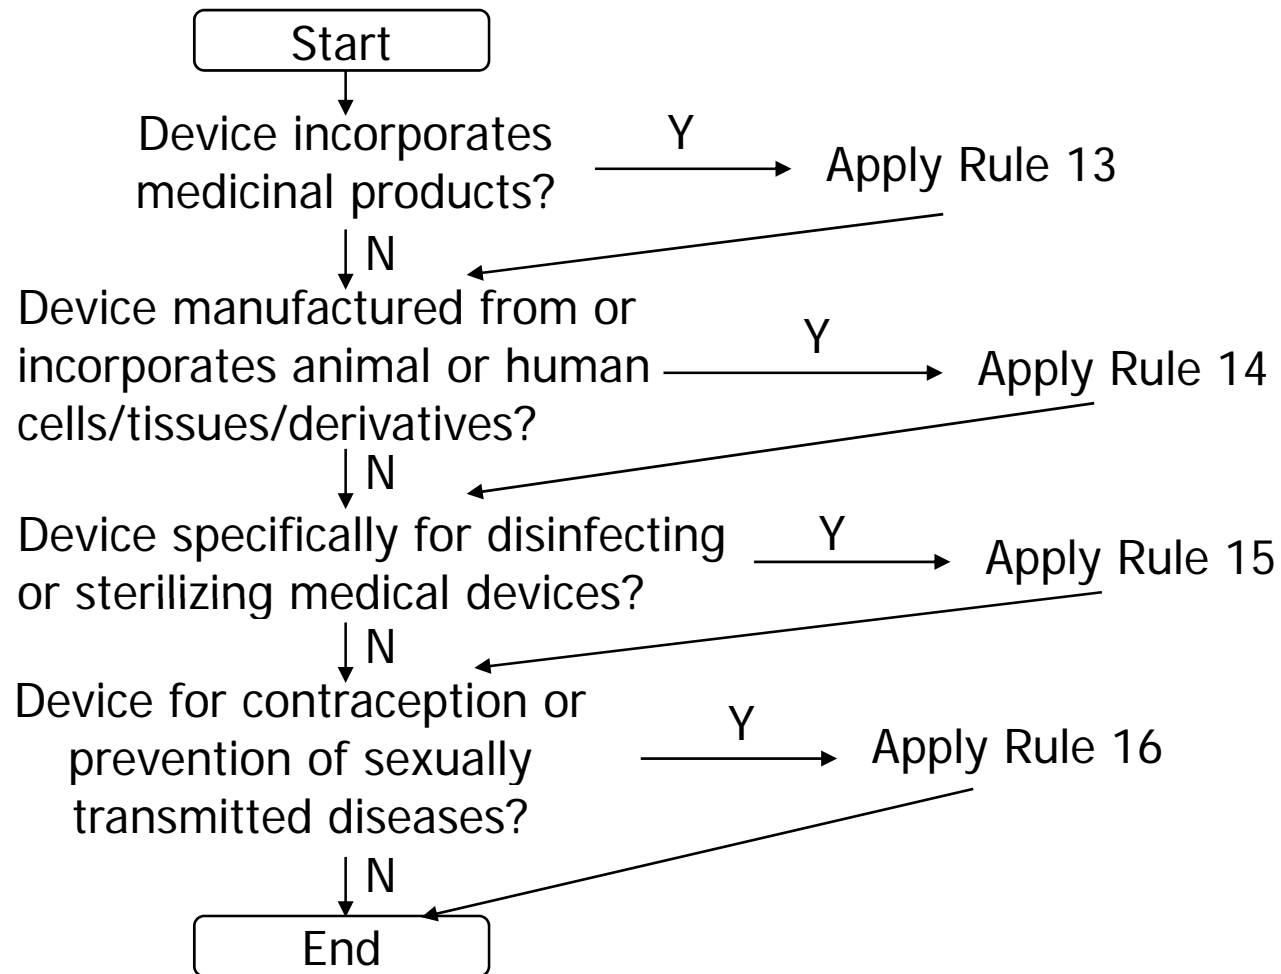 Start
Device incorporates
medicinal products?
Y
Apply Rule 13
N
Device manufactured from or
incorporates animal or human
cells/tissues/derivatives?
Y
Apply Rule 14
N
Device specifically for disinfecting
or sterilizing medical devices?
Y
Apply Rule 15
N
Device for contraception or
prevention of sexually
transmitted diseases?
Y
Apply Rule 16
N
End